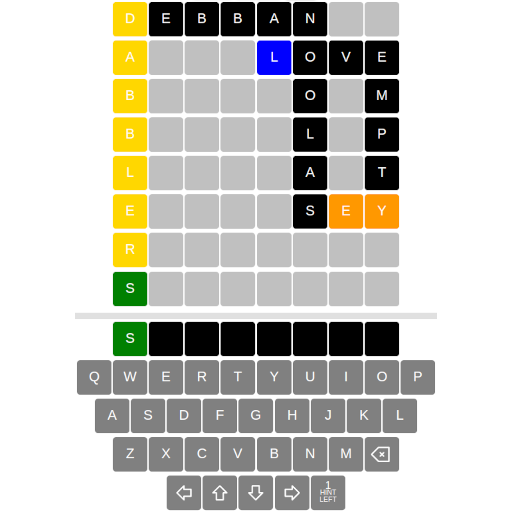 D E B B A N
A L O V E
B O M
B L P
L A T
E S E Y
R
S
S
Q W E R T Y U I O P
A S D F G H J K L
Z X C V B N M
1
HINT
LEFT